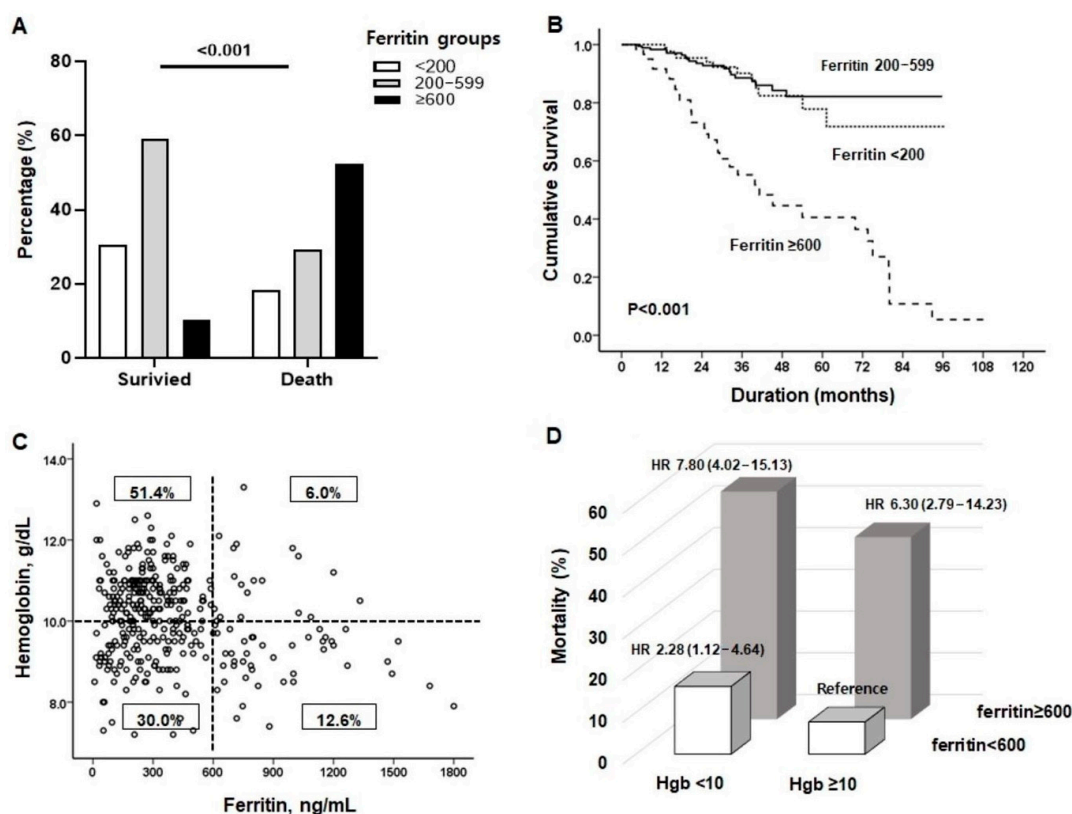 A
<0.001
Ferritin groups
<200
200-599
≥600
80
60
40
20
0
Percentage (%)
Surivied
Death
B
1.0
0.8
0.6
0.4
0.2
0.0
Cumulative Survival
Ferritin 200-599
Ferritin <200
Ferritin ≥600
P<0.001
0 12 24 36 48 60 72 84 96 108 120
Duration (months)
C
14.0
12.0
10.0
8.0
Hemoglobin, g/dL
51.4%
6.0%
30.0%
12.6%
0 300 600 900 1200 1500 1800
Ferritin, ng/mL
D
HR 7.80 (4.02-15.13)
HR 6.30 (2.79-14.23)
HR 2.28 (1.12-4.64)
Reference
60
50
40
30
20
10
0
Mortality (%)
ferritin≥600
ferritin<600
Hgb <10
Hgb ≥10